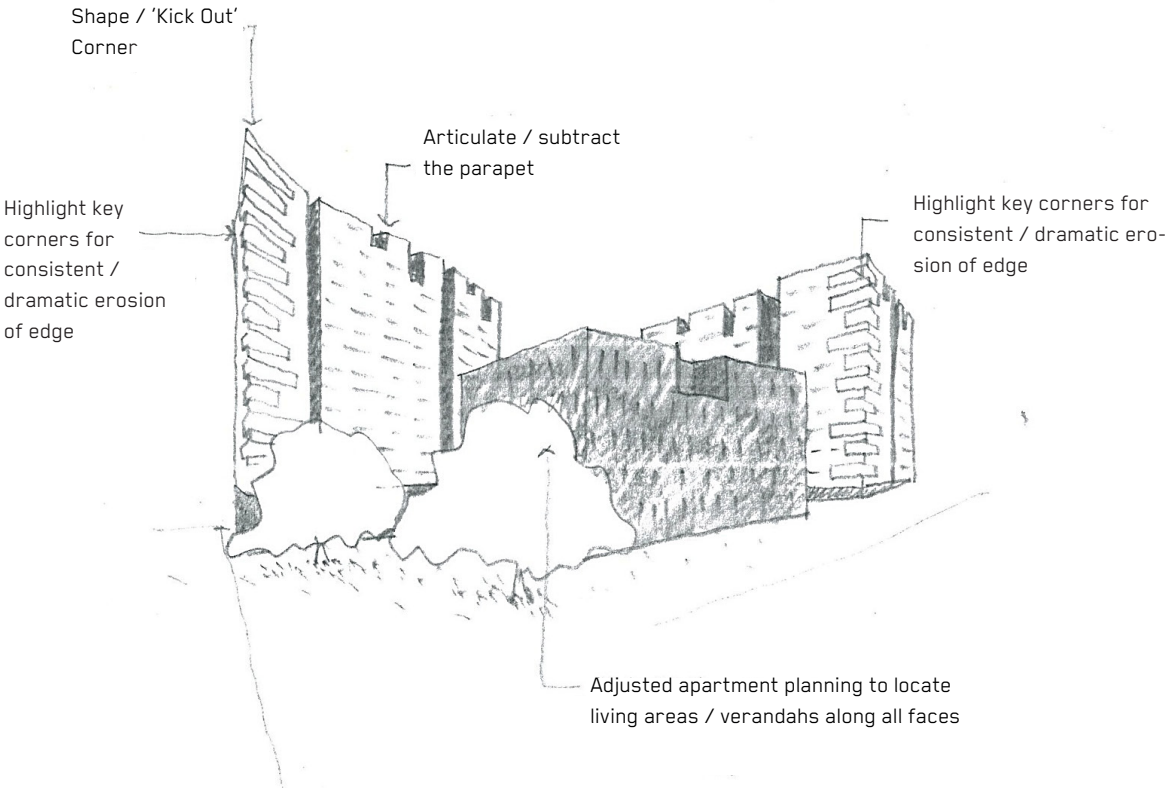 Shape / 'Kick Out'
Corner
Articulate / subtract
the parapet
Highlight key
corners for
consistent /
dramatic erosion
of edge
Highlight key corners for
consistent / dramatic ero-
sion of edge
Adjusted apartment planning to locate
living areas / verandahs along all faces